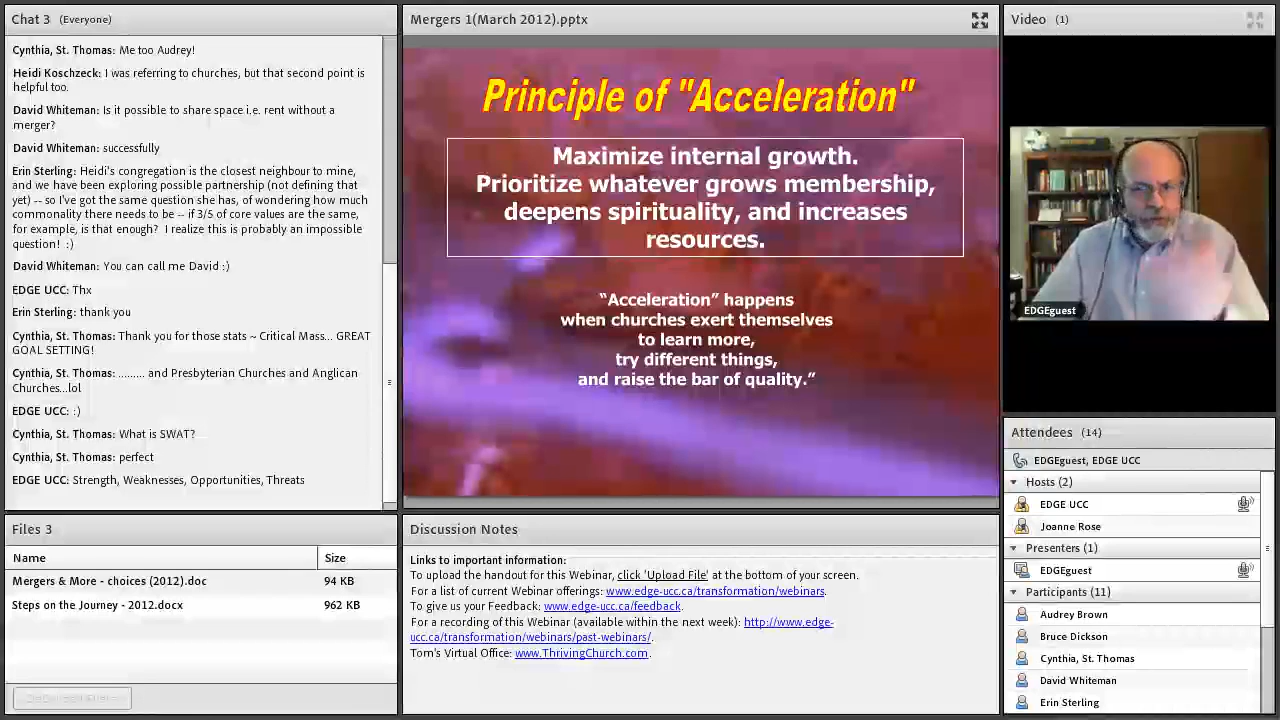 Chat 3 (Everyone)
Cynthia, St. Thomas: Me too Audrey!
Heidi Koschzeck: I was referring to churches, but that second point is
helpful too.
David Whiteman: Is it possible to share space i.e. rent without a
merger?
David Whiteman: successfully
Erin Sterling: Heidi's congregation is the closest neighbour to mine,
and we have been exploring possible partnership (not defining that
yet) -- so I've got the same question she has, of wondering how much
commonality there needs to be -- if 3/5 of core values are the same,
for example, is that enough? I realize this is probably an impossible
question! :)
David Whiteman: You can call me David :)
EDGE UCC: Thx
Erin Sterling: thank you
Cynthia, St. Thomas: Thank you for those stats ~ Critical Mass... GREAT
GOAL SETTING!
Cynthia, St. Thomas: ......... and Presbyterian Churches and Anglican
Churches...lol
EDGE UCC: :)
Cynthia, St. Thomas: What is SWAT?
Cynthia, St. Thomas: perfect
EDGE UCC: Strength, Weaknesses, Opportunities, Threats
Files 3
Name Size
Mergers & More - choices (2012).doc 94 KB
Steps on the Journey - 2012.docx 962 KB
Mergers 1(March 2012).pptx
Principle of "Acceleration"
Maximize internal growth.
Prioritize whatever grows membership,
deepens spirituality, and increases
resources.
“Acceleration” happens
when churches exert themselves
to learn more,
try different things,
and raise the bar of quality.”
Discussion Notes
Links to important information:
To upload the handout for this Webinar, click 'Upload File' at the bottom of your screen.
For a list of current Webinar offerings: www.edge-ucc.ca/transformation/webinars.
To give us your Feedback: www.edge-ucc.ca/feedback.
For a recording of this Webinar (available within the next week): http://www.edge-
ucc.ca/transformation/webinars/past-webinars/.
Tom's Virtual Office: www.ThrivingChurch.com.
Video (1)
EDGEguest
Attendees (14)
EDGEguest, EDGE UCC
Hosts (2)
EDGE UCC
Joanne Rose
Presenters (1)
EDGEguest
Participants (11)
Audrey Brown
Bruce Dickson
Cynthia, St. Thomas
David Whiteman
Erin Sterling